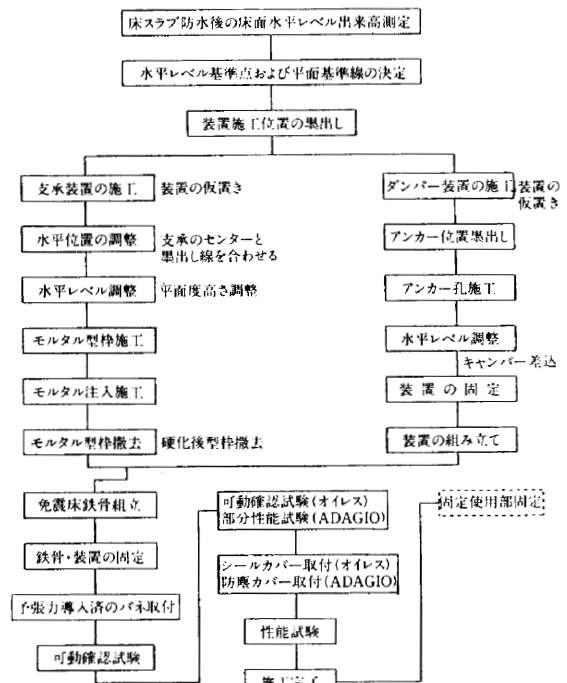 床スラブ防水後の床面水平レベル出来高測定
水平レベル基準点および平面基準線の決定
装置施工位置の墨出し
支承装置の施工 装置の仮置き
水平位置の調整 支承のセンターと
墨出し線を合わせる
水平レベル調整 平面度高さ調整
モルタル型枠施工
モルタル注入施工
モルタル型枠撤去 硬化後型枠撤去
ダンパー装置の施工 装置の
仮置き
アンカー位置墨出し
アンカー孔施工
水平レベル調整
キャンバー差込
装置の固定
装置の組み立て
免震床鉄骨組立
鉄骨・装置の固定
予張力導入済のバネ取付
可動確認試験
可動確認試験(オイレス)
部分性能試験(ADAGIO)
シールカバー取付(オイレス)
防塵カバー取付(ADAGIO)
性能試験
施工完了
固定使用部固定